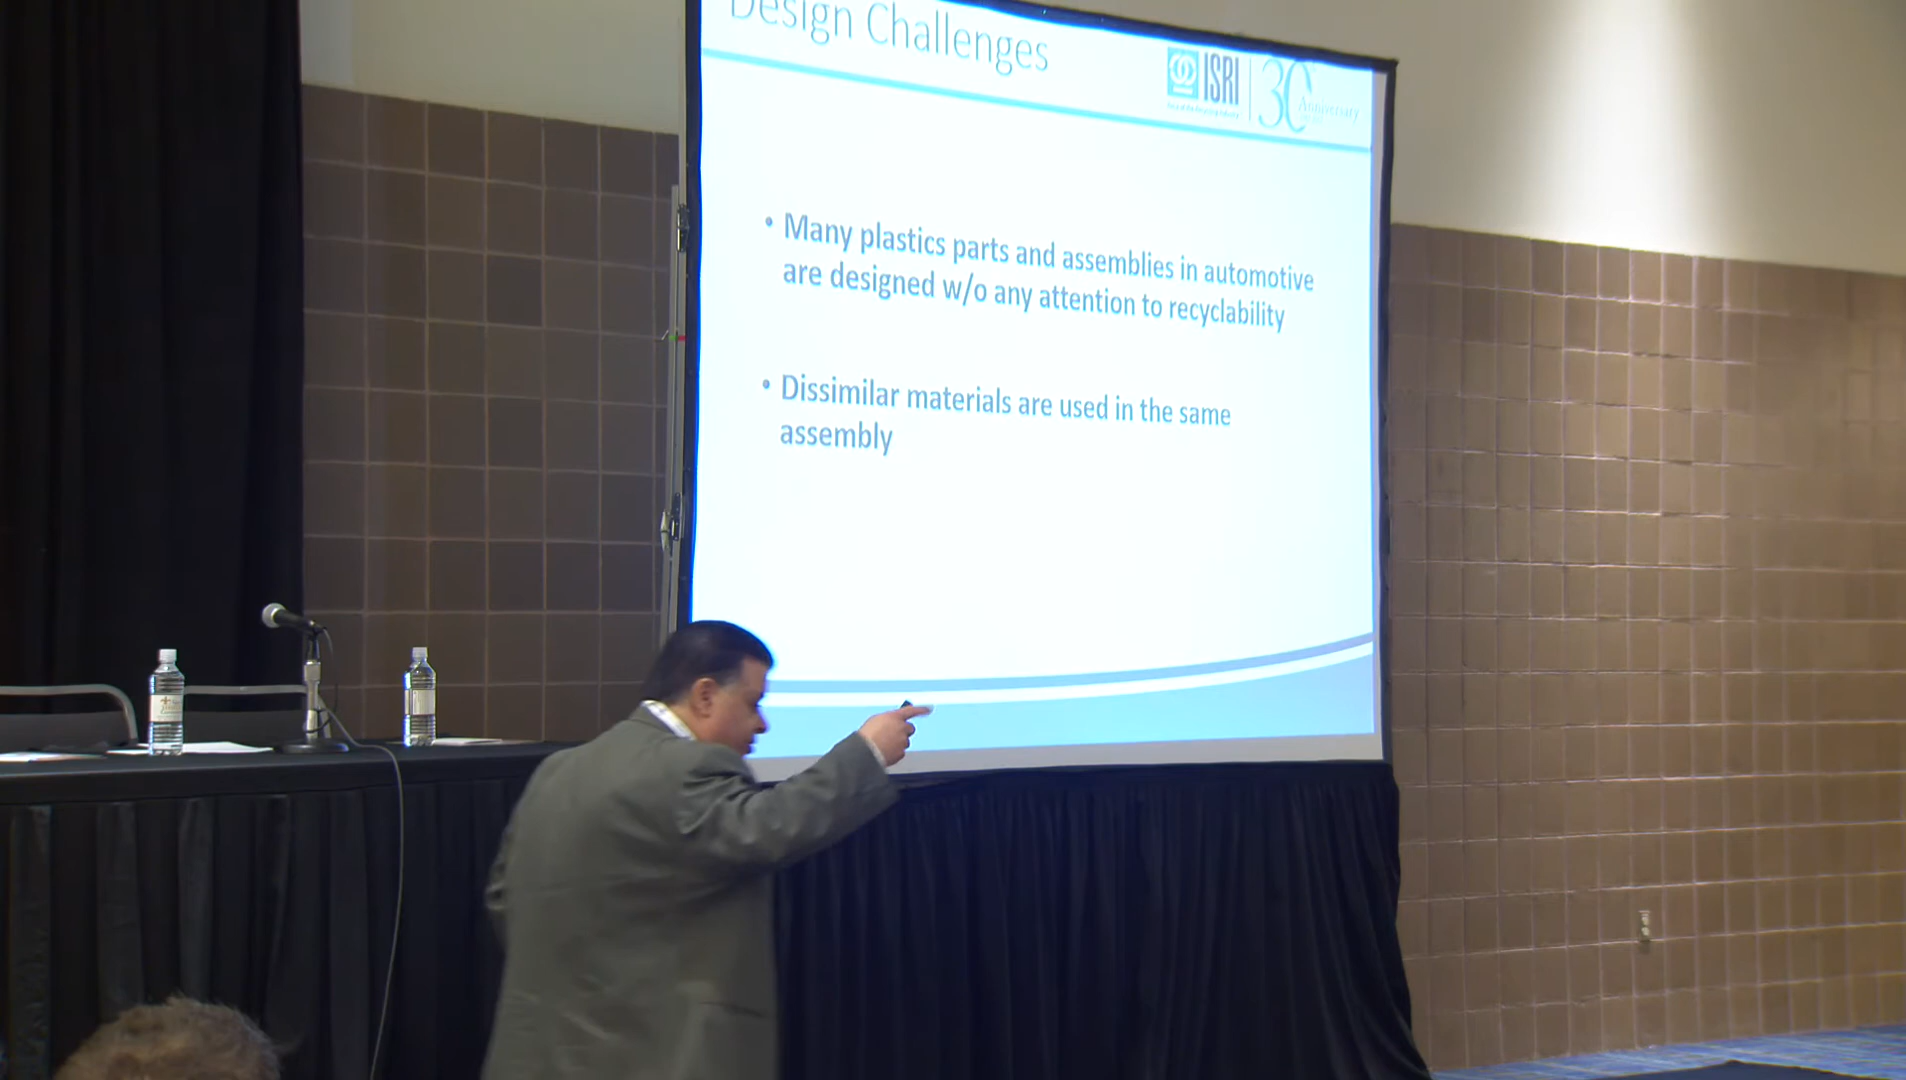 Design Challenges
ISRI
30
Anniversary
• Many plastics parts and assemblies in automotive
are designed w/o any attention to recyclability
• Dissimilar materials are used in the same
assembly